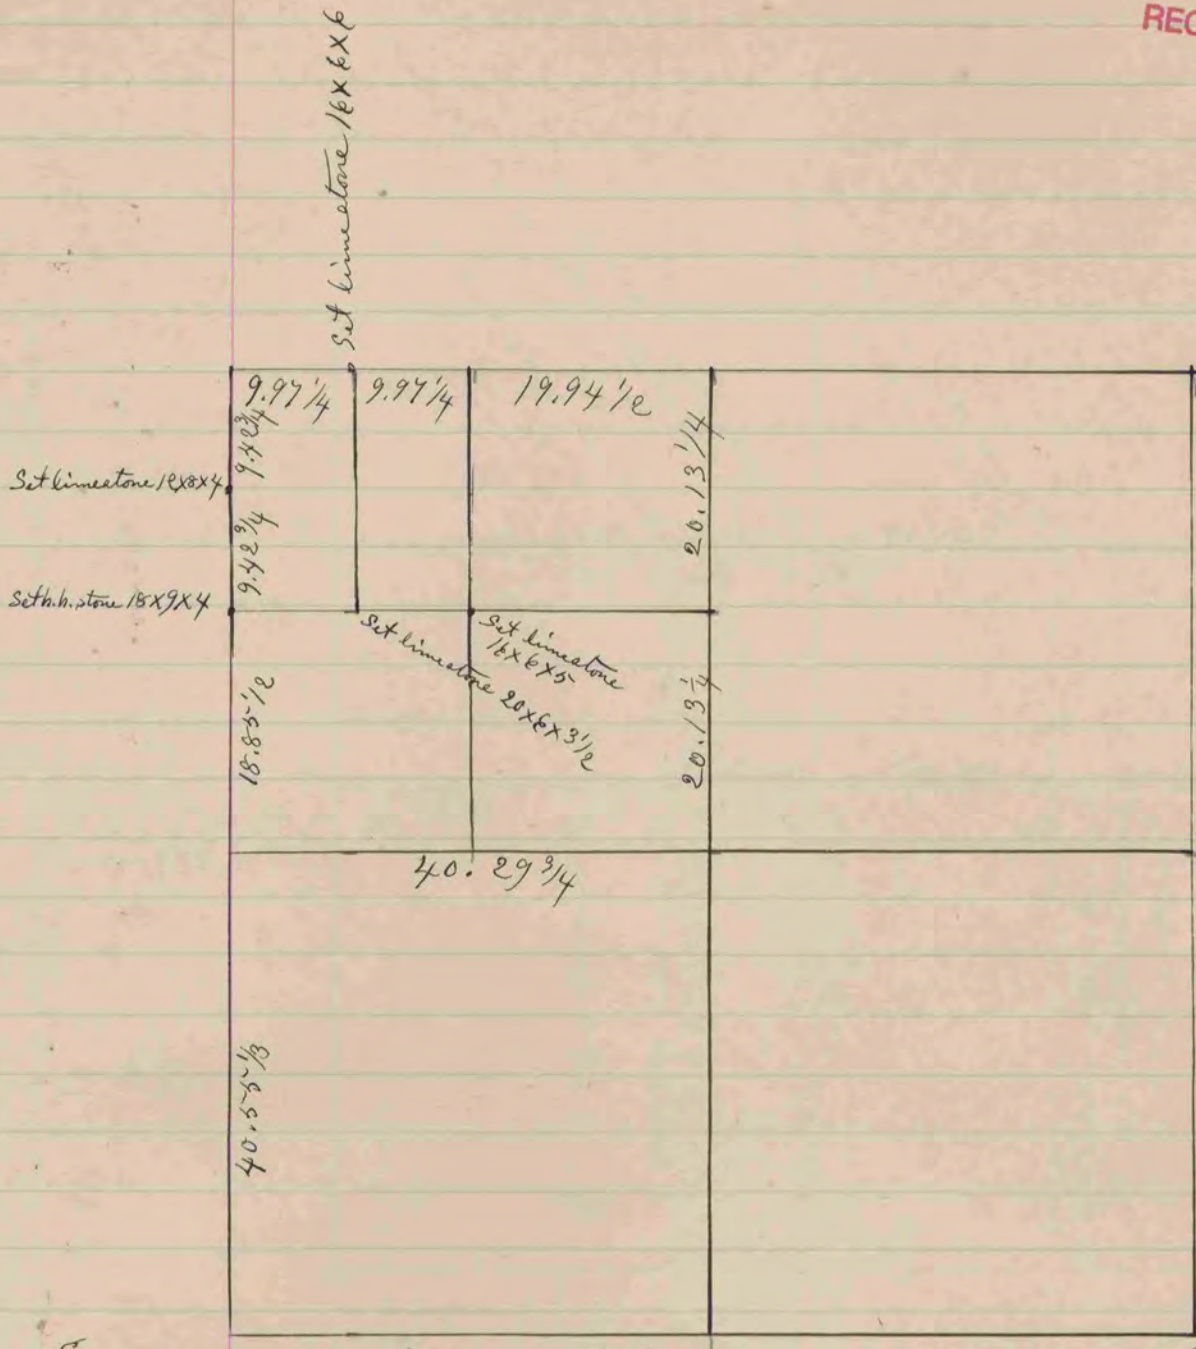 REC
Set limestone 16X6X6
9.97 1/4
9.97 1/4
19.94 1/2
9.42 3/4
20.13 1/4
Set limestone 12X8X4
9.42 3/4
Set h.h. stone 18X9X4
Set limestone 20X6X3 1/2
Set limestone
16X6X5
18.85 1/2
20.13 1/4
40.29 3/4
40.55 1/3